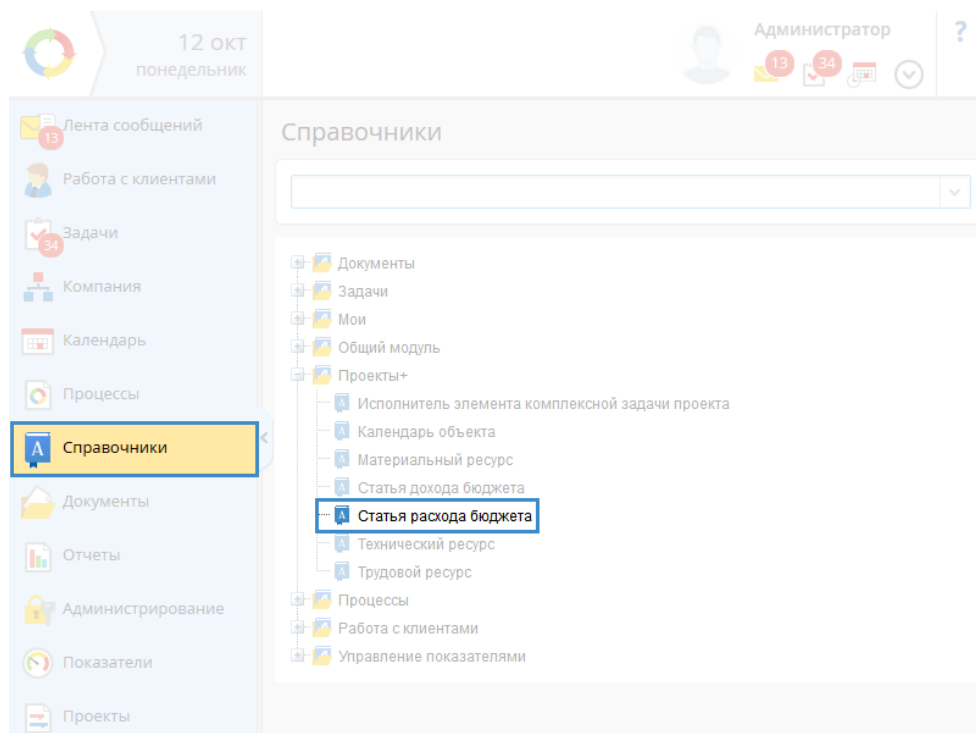 12 окт
понедельник
Администратор
?
13
34
Лента сообщений
13
Работа с клиентами
Задачи
34
Компания
Календарь
Процессы
Справочники
Документы
Отчеты
Администрирование
Показатели
Проекты
Справочники
Документы
Задачи
Мои
Общий модуль
Проекты+
Исполнитель элемента комплексной задачи проекта
Календарь объекта
Материальный ресурс
Статья дохода бюджета
Статья расхода бюджета
Технический ресурс
Трудовой ресурс
Процессы
Работа с клиентами
Управление показателями